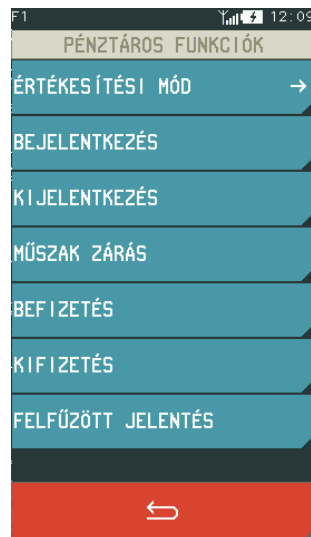 F1 12:09
PÉNZTÁROS FUNKCIÓK
ÉRTÉKESÍTÉSI MÓD →
BEJELENTKEZÉS
KIJELENTKEZÉS
MŰSZAK ZÁRÁS
BEFIZETÉS
KIFIZETÉS
FELFŰZÖTT JELENTÉS